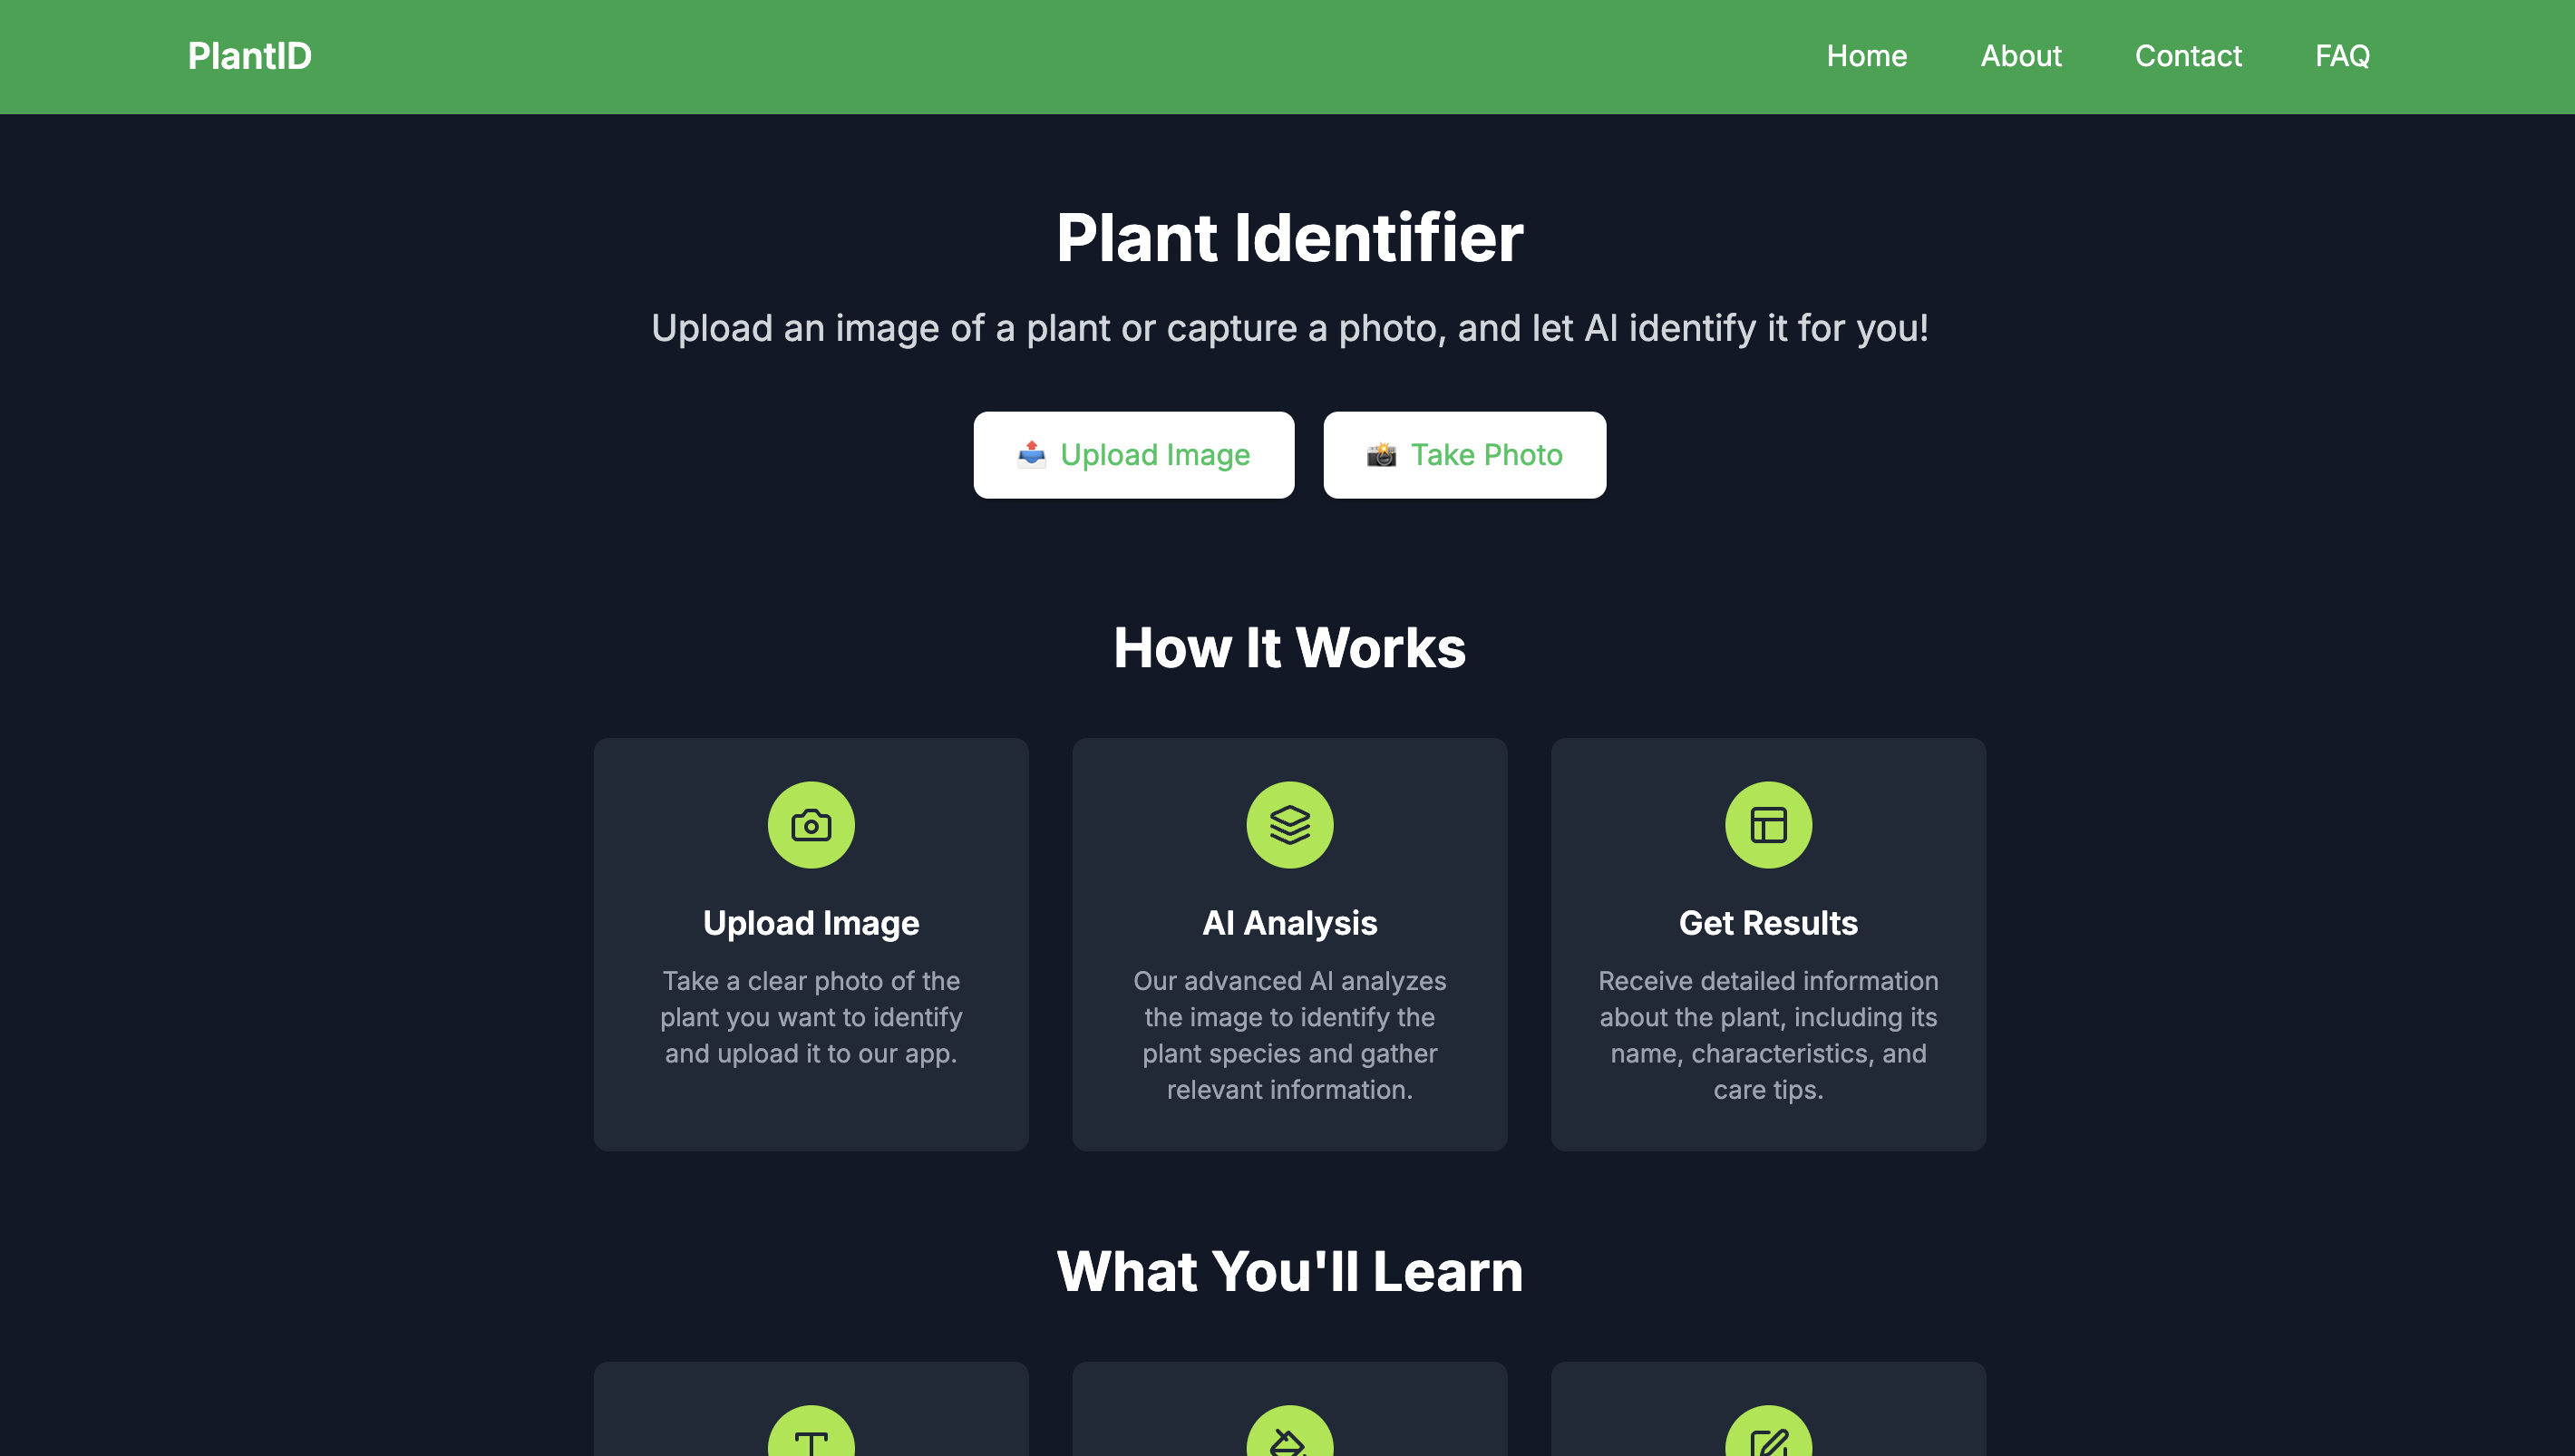 PlantID
Home
About
Contact
FAQ
Plant Identifier
Upload an image of a plant or capture a photo, and let AI identify it for you!
Upload Image
Take Photo
How It Works
Upload Image
Take a clear photo of the
plant you want to identify
and upload it to our app.
AI Analysis
Our advanced AI analyzes
the image to identify the
plant species and gather
relevant information.
Get Results
Receive detailed information
about the plant, including its
name, characteristics, and
care tips.
What You'll Learn